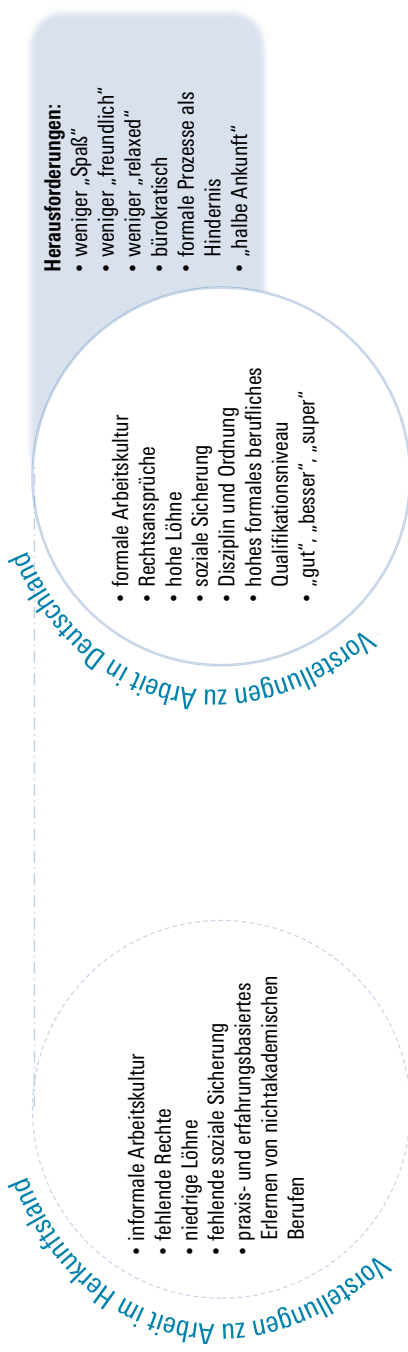 Vorstellungen zu Arbeit im Herkunftsland
• informale Arbeitskultur
• fehlende Rechte
• niedrige Löhne
• fehlende soziale Sicherung
• praxis- und erfahrungsbasiertes
Erlernen von nichtakademischen
Berufen
Vorstellungen zu Arbeit in Deutschland
• formale Arbeitskultur
• Rechtsansprüche
• hohe Löhne
• soziale Sicherung
• Disziplin und Ordnung
• hohes formales berufliches
Qualifikationsniveau
• „gut“, „besser“, „super“
Herausforderungen:
• weniger „Spaß“
• weniger „freundlich“
• weniger „relaxed“
• bürokratisch
• formale Prozesse als
Hindernis
• „halbe Ankunft“